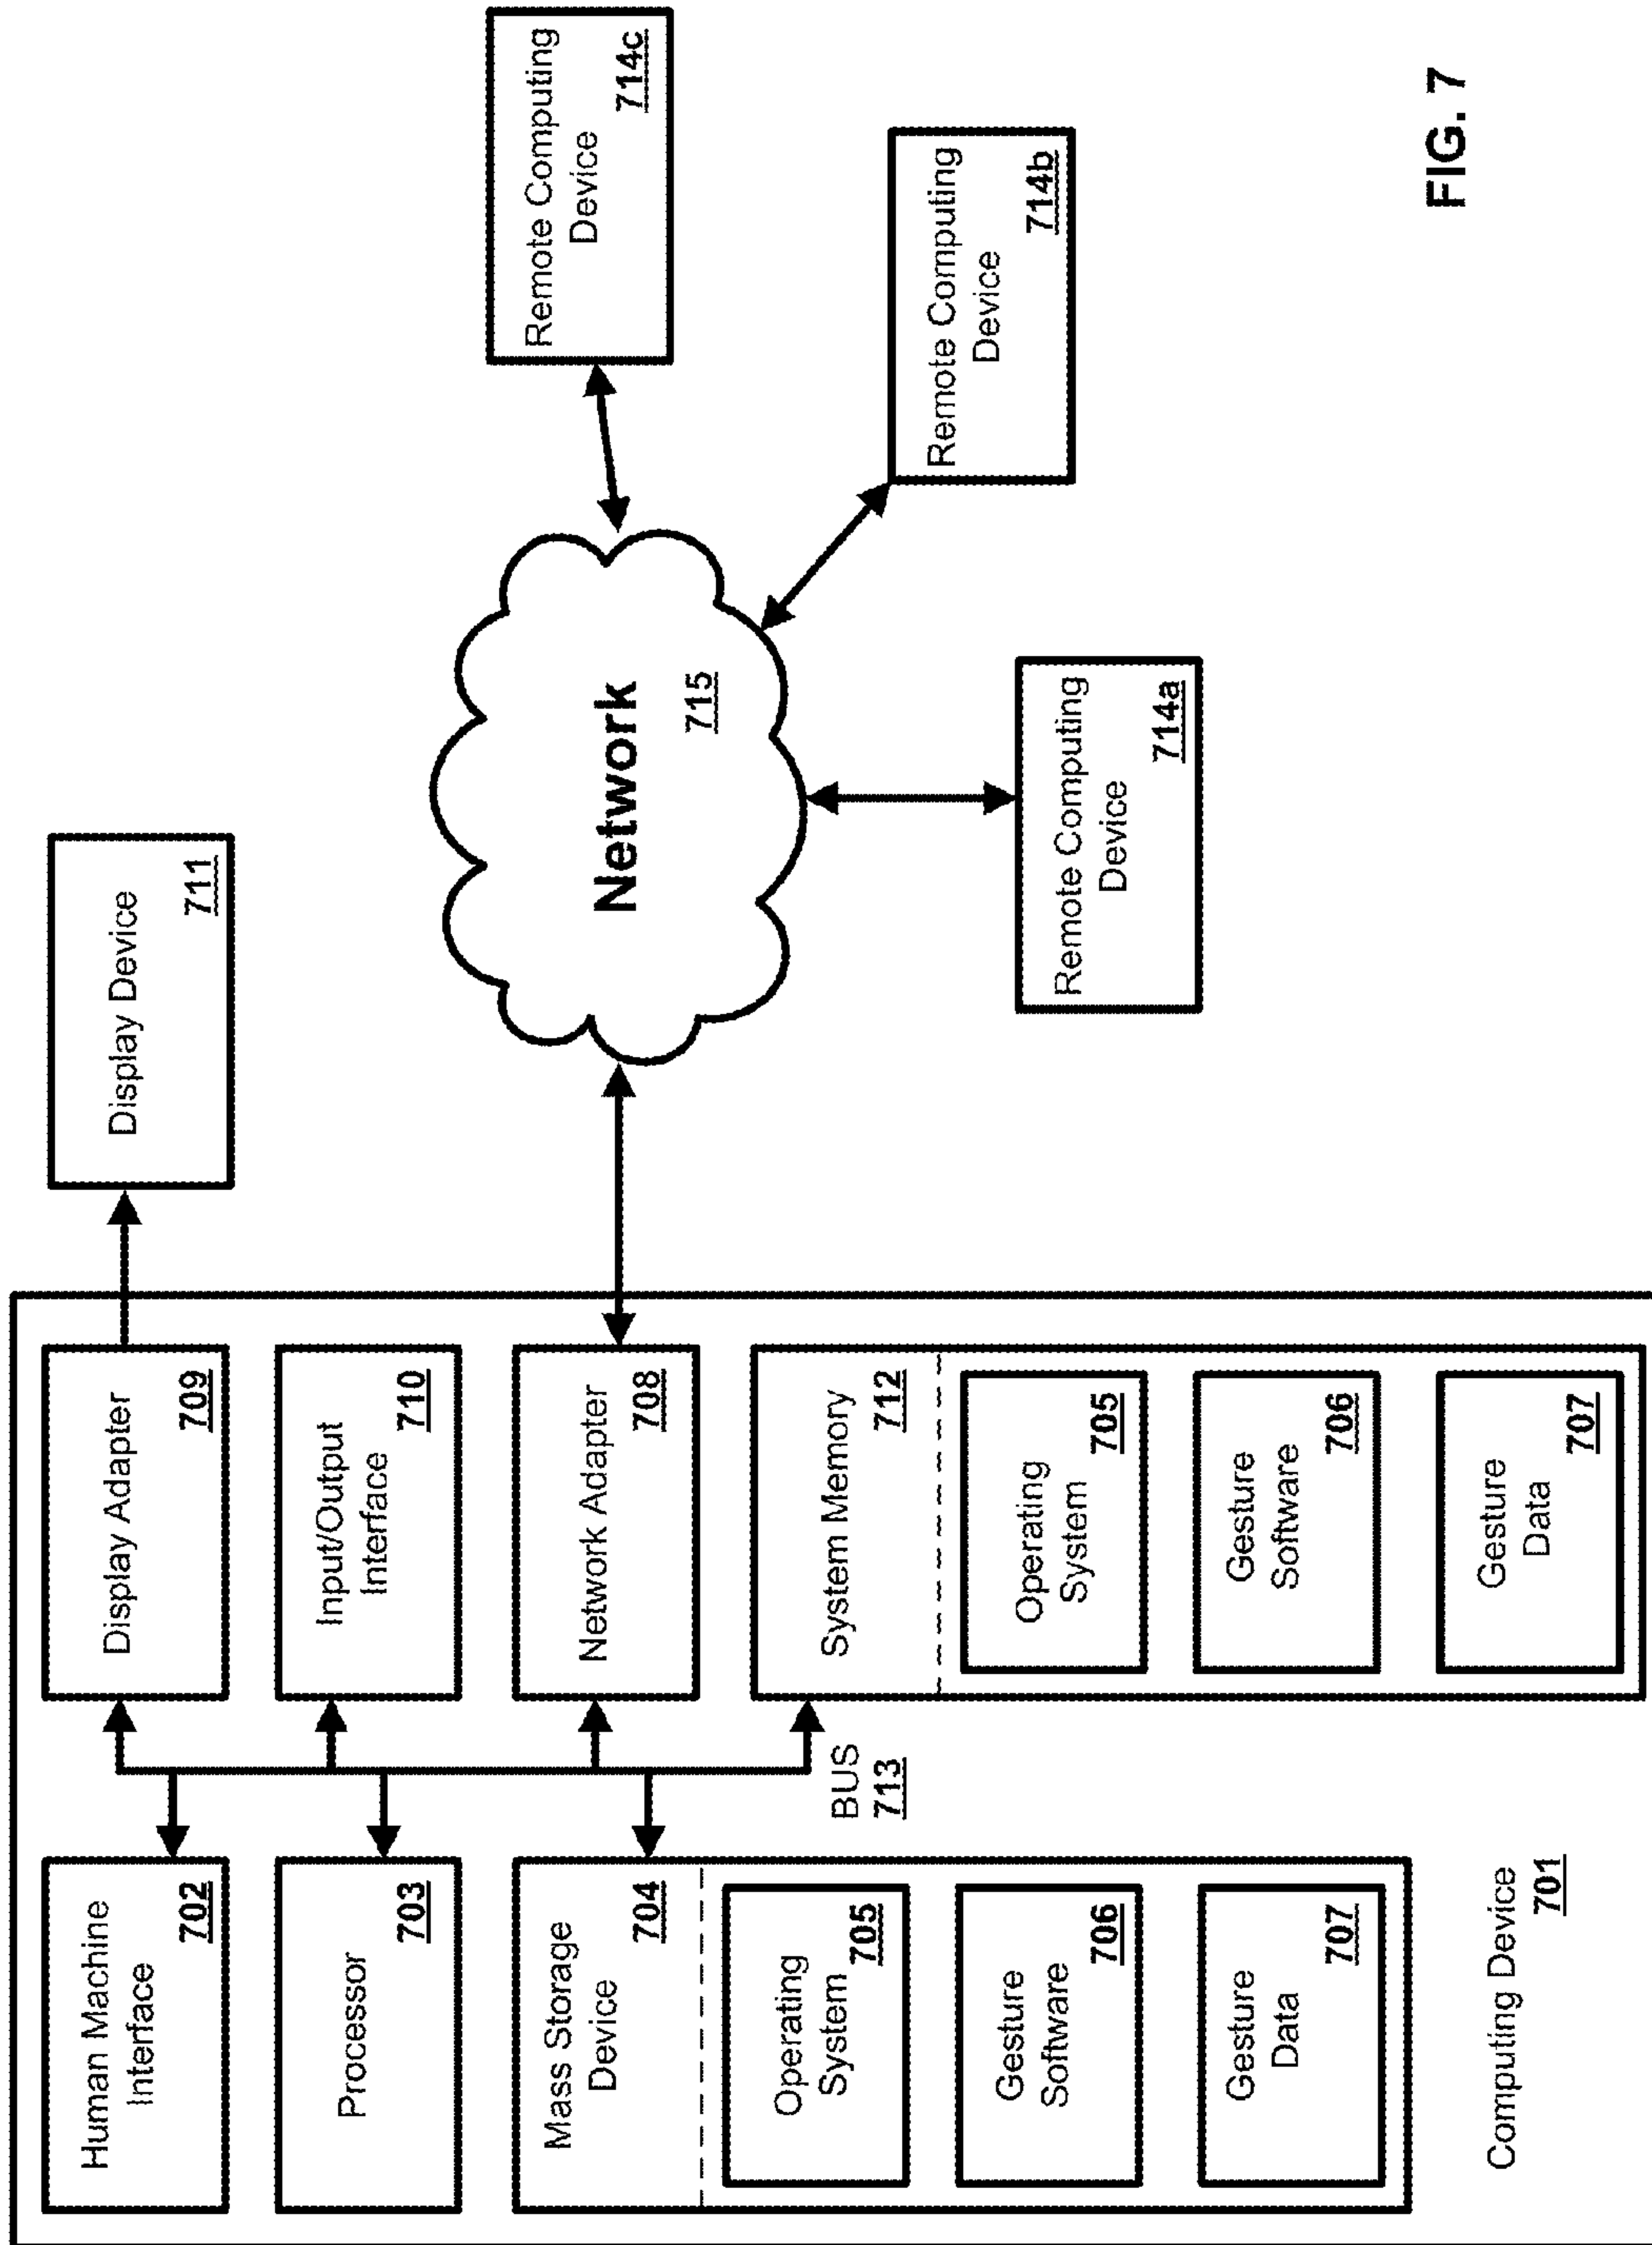 Human Machine
Interface
702
Processor
703
Mass Storage
Device
704
Operating
System
705
Gesture
Software
706
Gesture
Data
707
Computing Device
701
BUS
713
Display Adapter
709
Input/Output
Interface
710
Network Adapter
708
System Memory
712
Operating
System
705
Gesture
Software
706
Gesture
Data
707
Display Device
711
Network
715
Remote Computing
Device
714a
Remote Computing
Device
714b
Remote Computing
Device
714c
FIG. 7